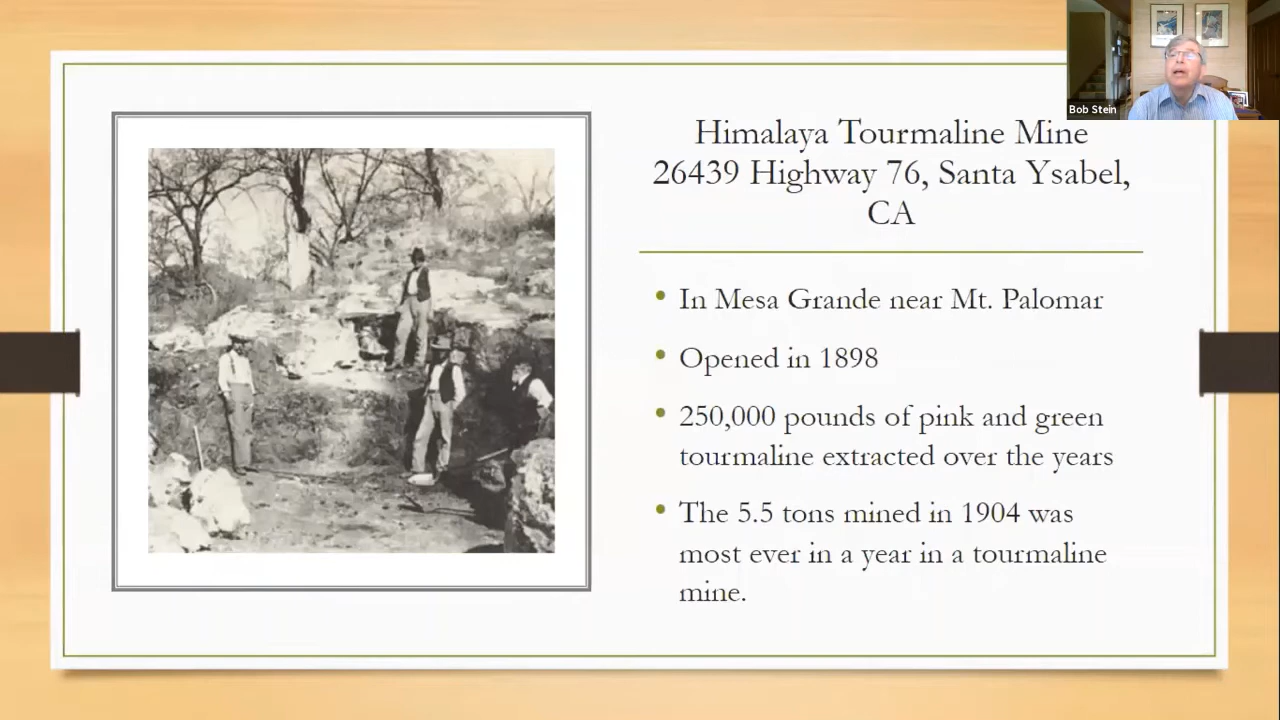 Bob Stein
Himalaya Tourmaline Mine
26439 Highway 76, Santa Ysabel,
CA
• In Mesa Grande near Mt. Palomar
• Opened in 1898
• 250,000 pounds of pink and green
tourmaline extracted over the years
• The 5.5 tons mined in 1904 was
most ever in a year in a tourmaline
mine.